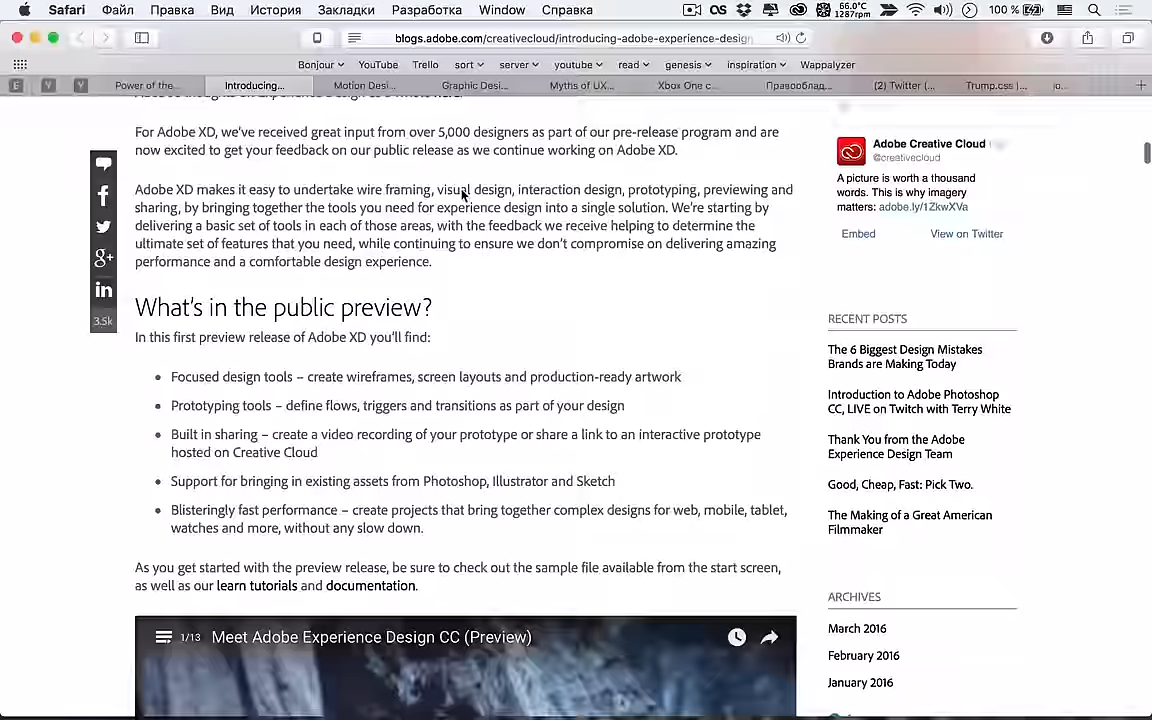 Safari Файл Правка Вид История Закладки Разработка Window Справка
66.0°C
1287rpm
100 %
blogs.adobe.com/creativecloud/introducing-adobe-experience-desig
Bonjour YouTube Trello sort server youtube read genesis inspiration Wappalyzer
Power of the... Introducing... Motion Desi... Graphic Desi... Myths of UX... Xbox One c... Правооблад... (2) Twitter (... Trump.css |... jo...
For Adobe XD, we've received great input from over 5,000 designers as part of our pre-release program and are
now excited to get your feedback on our public release as we continue working on Adobe XD.
Adobe XD makes it easy to undertake wire framing, visual design, interaction design, prototyping, previewing and
sharing, by bringing together the tools you need for experience design into a single solution. We're starting by
delivering a basic set of tools in each of those areas, with the feedback we receive helping to determine the
ultimate set of features that you need, while continuing to ensure we don't compromise on delivering amazing
performance and a comfortable design experience.
3.5k
What's in the public preview?
In this first preview release of Adobe XD you'll find:
Focused design tools – create wireframes, screen layouts and production-ready artwork
Prototyping tools – define flows, triggers and transitions as part of your design
Built in sharing – create a video recording of your prototype or share a link to an interactive prototype
hosted on Creative Cloud
Support for bringing in existing assets from Photoshop, Illustrator and Sketch
Blisteringly fast performance – create projects that bring together complex designs for web, mobile, tablet,
watches and more, without any slow down.
As you get started with the preview release, be sure to check out the sample file available from the start screen,
as well as our learn tutorials and documentation.
1/13 Meet Adobe Experience Design CC (Preview)
Adobe Creative Cloud
@creativecloud
A picture is worth a thousand
words. This is why imagery
matters: adobe.ly/1ZkwXVa
Embed View on Twitter
RECENT POSTS
The 6 Biggest Design Mistakes
Brands are Making Today
Introduction to Adobe Photoshop
CC, LIVE on Twitch with Terry White
Thank You from the Adobe
Experience Design Team
Good, Cheap, Fast: Pick Two.
The Making of a Great American
Filmmaker
ARCHIVES
March 2016
February 2016
January 2016